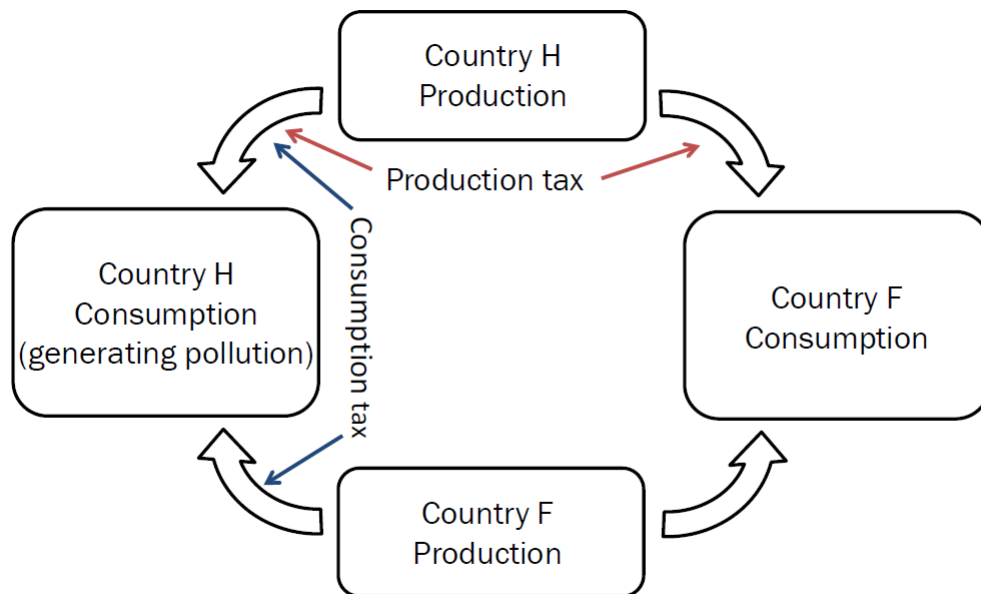 Country H
Production
Production tax
Consumption tax
Country H
Consumption
(generating pollution)
Country F
Consumption
Country F
Production